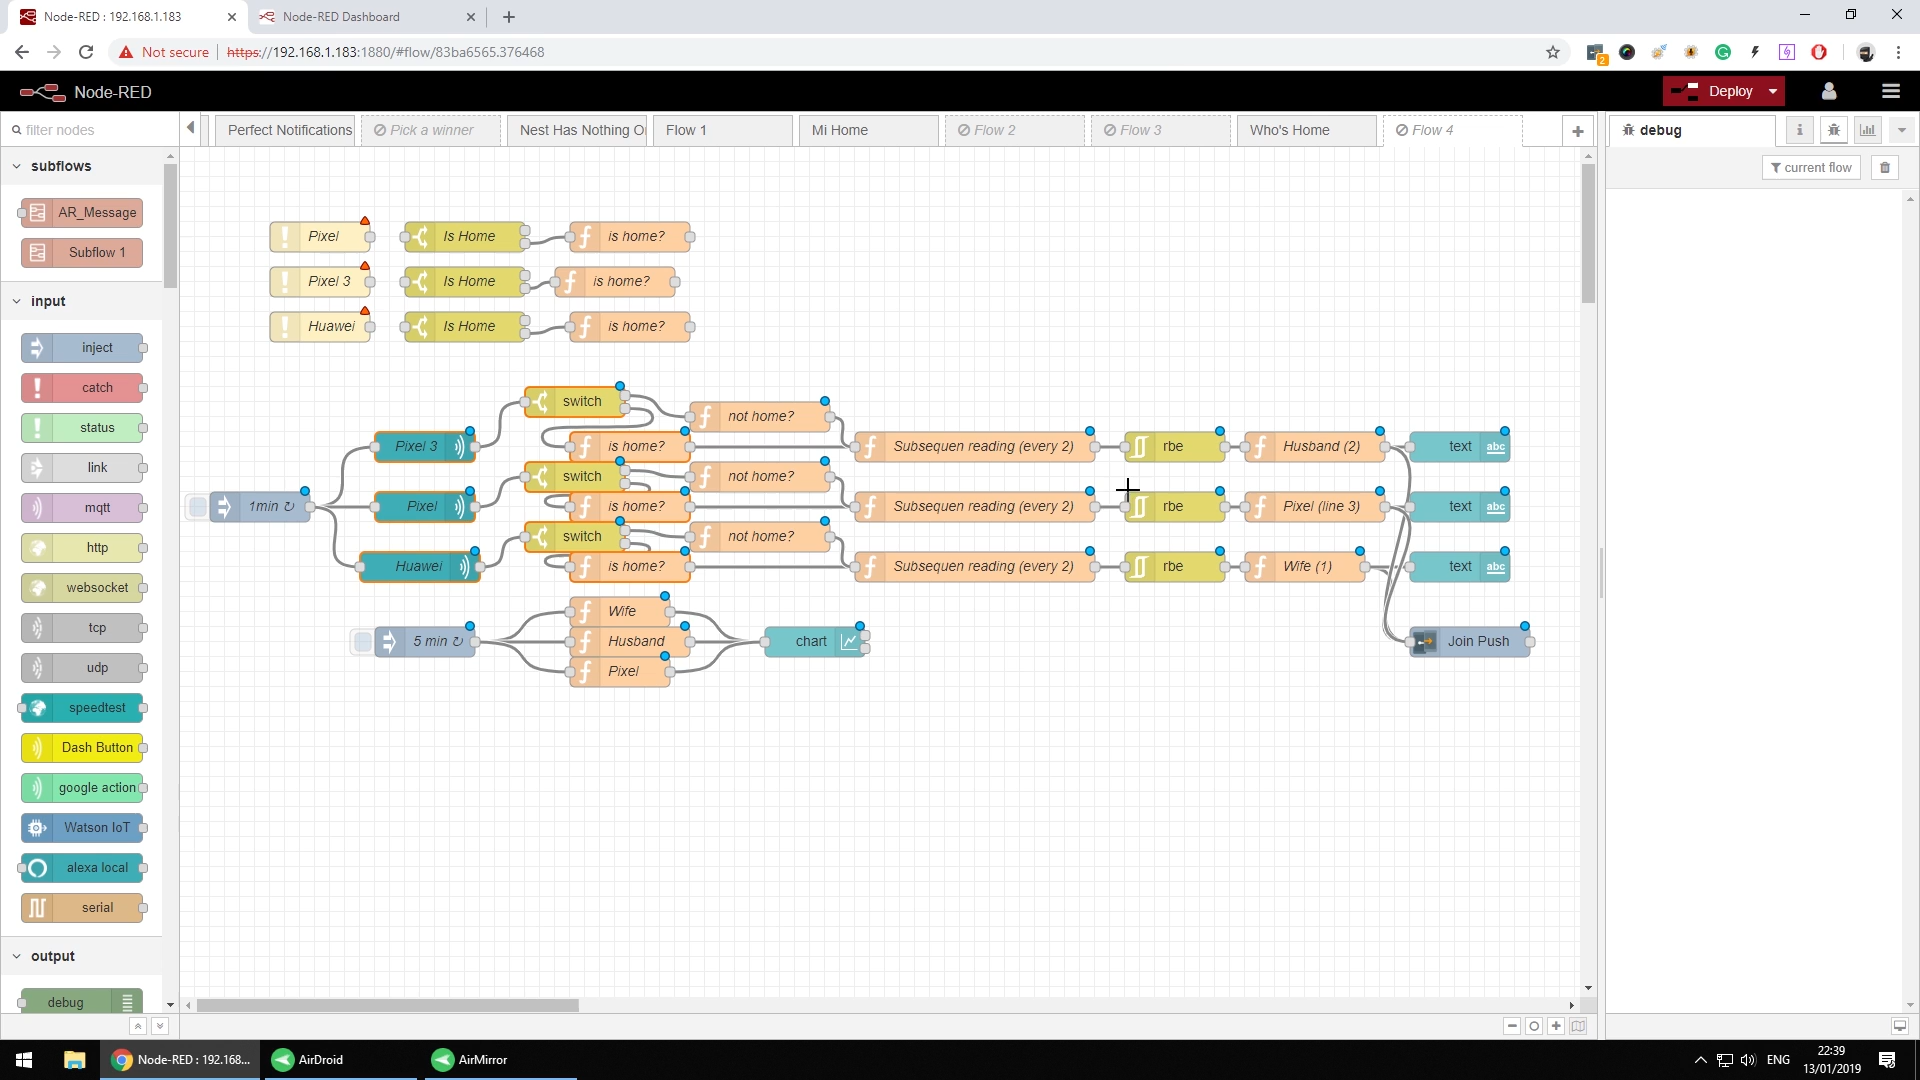 Node-RED : 192.168.1.183
Node-RED Dashboard
Not secure
https://192.168.1.183:1880/#flow/83ba6565.376468
2
Node-RED
Deploy
filter nodes
Perfect Notifications
Pick a winner
Nest Has Nothing O
Flow 1
Mi Home
Flow 2
Flow 3
Who's Home
Flow 4
debug
i
current flow
subflows
AR_Message
Subflow 1
input
inject
catch
status
link
mqtt
http
websocket
tcp
udp
speedtest
Dash Button
google action
Watson IoT
alexa local
serial
output
debug
Pixel
Is Home
is home?
Pixel 3
Is Home
is home?
Huawei
Is Home
is home?
switch
not home?
Pixel 3
is home?
Subsequen reading (every 2)
rbe
Husband (2)
text
abc
switch
not home?
1min ↻
Pixel
is home?
Subsequen reading (every 2)
rbe
Pixel (line 3)
text
abc
switch
not home?
Huawei
is home?
Subsequen reading (every 2)
rbe
Wife (1)
text
abc
Wife
5 min ↻
Husband
chart
Join Push
Pixel
Node-RED : 192.168...
AirDroid
AirMirror
ENG
22:39
13/01/2019